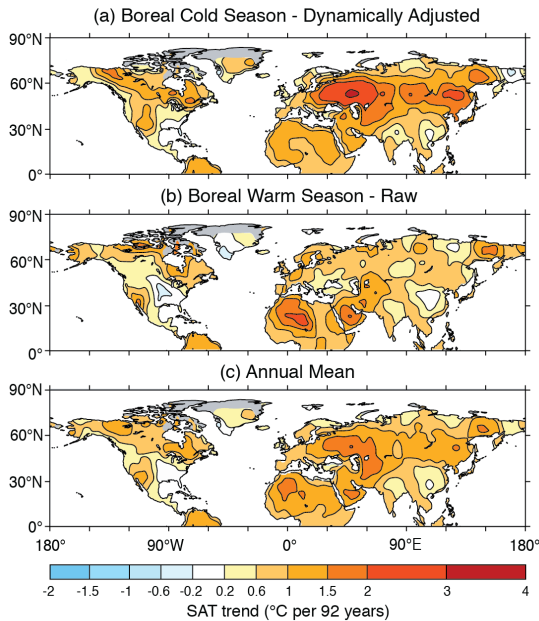 (a) Boreal Cold Season - Dynamically Adjusted
90°N
60°N
30°N
0°
(b) Boreal Warm Season - Raw
90°N
60°N
30°N
0°
(c) Annual Mean
90°N
60°N
30°N
0°
180° 90°W 0° 90°E 180°
-2 -1.5 -1 -0.6 -0.2 0.2 0.6 1 1.5 2 3 4
SAT trend (°C per 92 years)